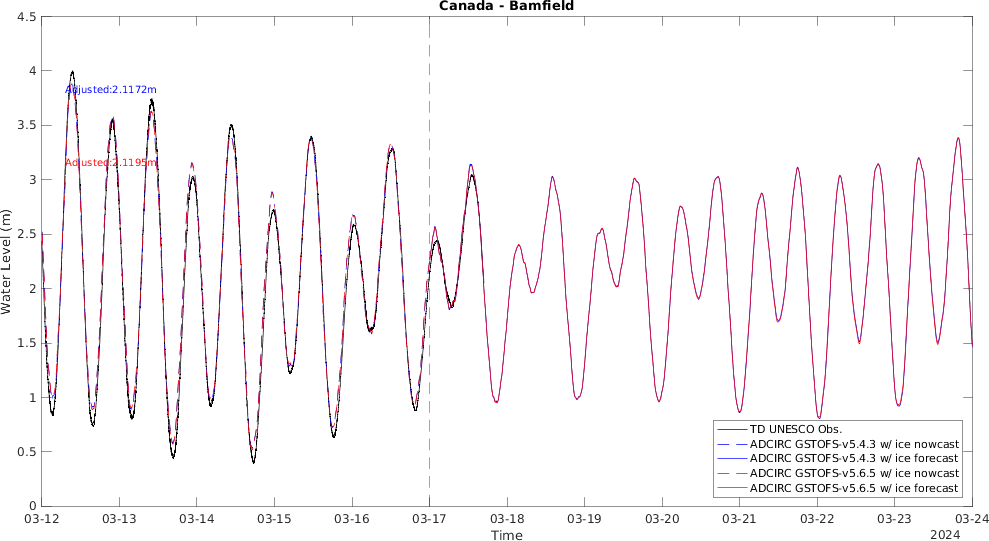 Canada - Bamfield
4.5
4
3.5
3
2.5
2
1.5
1
0.5
0
Water Level (m)
Adjusted:2.1172m
Adjusted:2.1195m
TD UNESCO Obs.
ADCIRC GSTOFS-v5.4.3 w/ ice nowcast
ADCIRC GSTOFS-v5.4.3 w/ ice forecast
ADCIRC GSTOFS-v5.6.5 w/ ice nowcast
ADCIRC GSTOFS-v5.6.5 w/ ice forecast
03-12 03-13 03-14 03-15 03-16 03-17 03-18 03-19 03-20 03-21 03-22 03-23 03-24
Time
2024